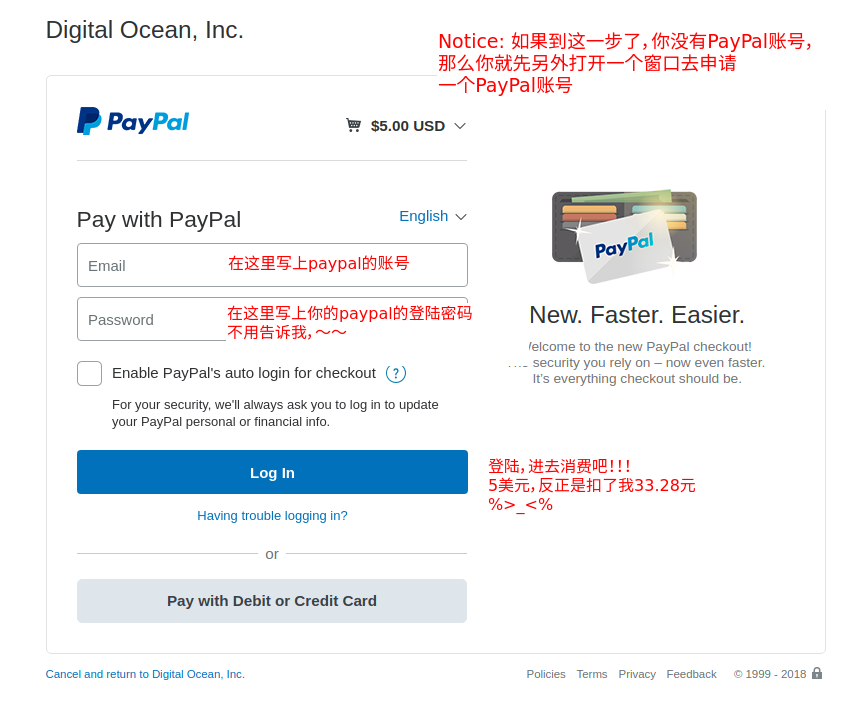 Digital Ocean, Inc.
Notice: 如果到这一步了,你没有PayPal账号,
那么你就先另外打开一个窗口去申请
一个PayPal账号
PayPal
$5.00 USD
Pay with PayPal
English
Email
在这里写上paypal的账号
Password
在这里写上你的paypal的登陆密码
不用告诉我,～～
Enable PayPal's auto login for checkout
?
For your security, we'll always ask you to log in to update
your PayPal personal or financial info.
Log In
Having trouble logging in?
or
Pay with Debit or Credit Card
PayPal
New. Faster. Easier.
to the new PayPal checkout!
security you rely on – now even faster.
It's everything checkout should be.
登陆,进去消费吧!!!
5美元,反正是扣了我33.28元
%>_<%
Cancel and return to Digital Ocean, Inc.
Policies Terms Privacy Feedback © 1999 - 2018